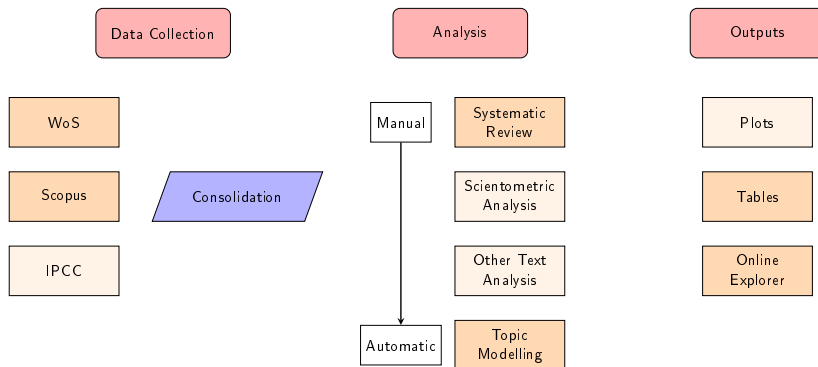 Data Collection
Analysis
Outputs
WoS
Manual
Systematic
Review
Plots
Scopus
Consolidation
Scientometric
Analysis
Tables
IPCC
Other Text
Analysis
Online
Explorer
Automatic
Topic
Modelling